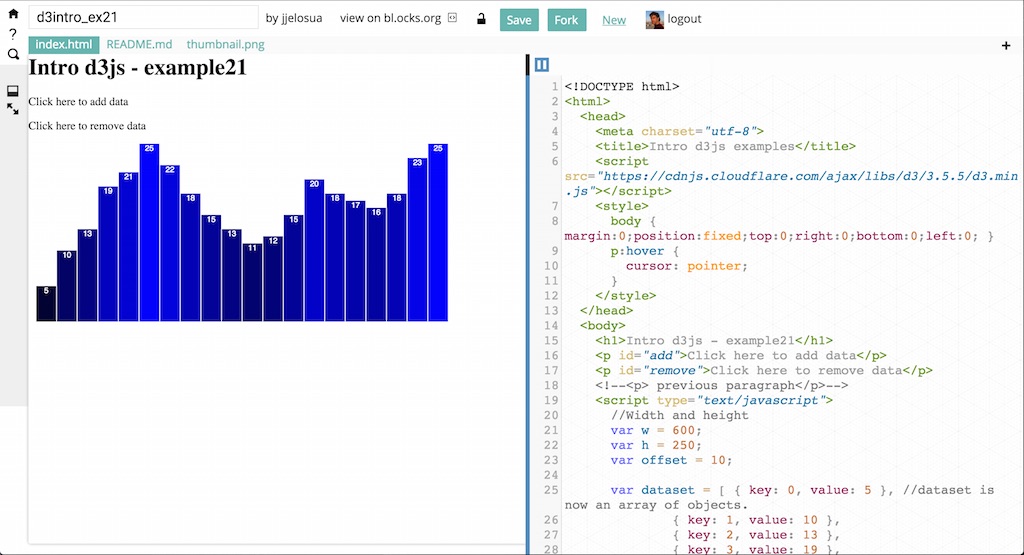 d3intro_ex21 by jjelosua view on bl.ocks.org Save Fork New logout
? index.html README.md thumbnail.png +
Intro d3js - example21
Click here to add data
Click here to remove data
5 10 13 19 21 25 22 18 15 13 11 12 15 20 18 17 16 18 23 25
1 <!DOCTYPE html>
2 <html>
3 <head>
4 <meta charset="utf-8">
5 <title>Intro d3js examples</title>
6 <script
src="https://cdnjs.cloudflare.com/ajax/libs/d3/3.5.5/d3.min
.js"></script>
7 <style>
8 body {
margin:0;position:fixed;top:0;right:0;bottom:0;left:0; }
9 p:hover {
10 cursor: pointer;
11 }
12 </style>
13 </head>
14 <body>
15 <h1>Intro d3js - example21</h1>
16 <p id="add">Click here to add data</p>
17 <p id="remove">Click here to remove data</p>
18 <!--<p> previous paragraph</p>-->
19 <script type="text/javascript">
20 //Width and height
21 var w = 600;
22 var h = 250;
23 var offset = 10;
24
25 var dataset = [ { key: 0, value: 5 }, //dataset is
now an array of objects.
26 { key: 1, value: 10 },
27 { key: 2, value: 13 },
28 { key: 3, value: 19 },